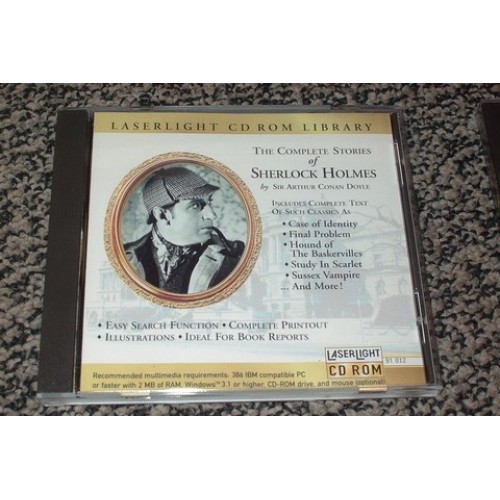 LASERLIGHT CD ROM LIBRARY
THE COMPLETE STORIES
of
SHERLOCK HOLMES
by SIR ARTHUR CONAN DOYLE
INCLUDES COMPLETE TEXT
OF SUCH CLASSICS AS
• Case of Identity
• Final Problem
• Hound of
The Baskervilles
• Study In Scarlet
• Sussex Vampire
... And More!
• EASY SEARCH FUNCTION • COMPLETE PRINTOUT
• ILLUSTRATIONS • IDEAL FOR BOOK REPORTS
LASERLIGHT
CD ROM
91 012
Recommended multimedia requirements: 386 IBM compatible PC
or faster with 2 MB of RAM, Windows™ 3.1 or higher, CD-ROM drive, and mouse (optional)